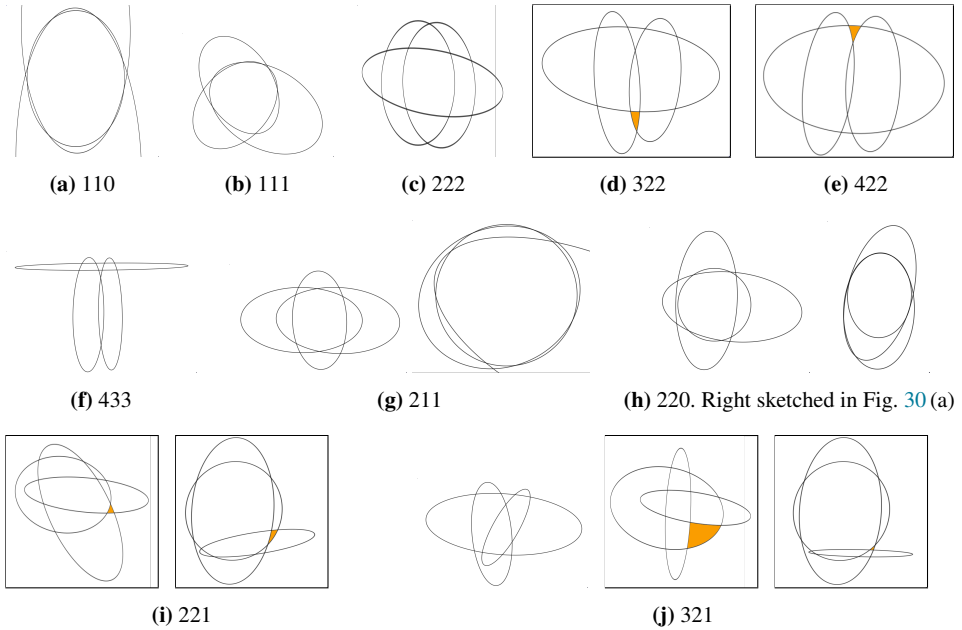 (a) 110
(b) 111
(c) 222
(d) 322
(e) 422
(f) 433
(g) 211
(h) 220. Right sketched in Fig. 30 (a)
(i) 221
(j) 321